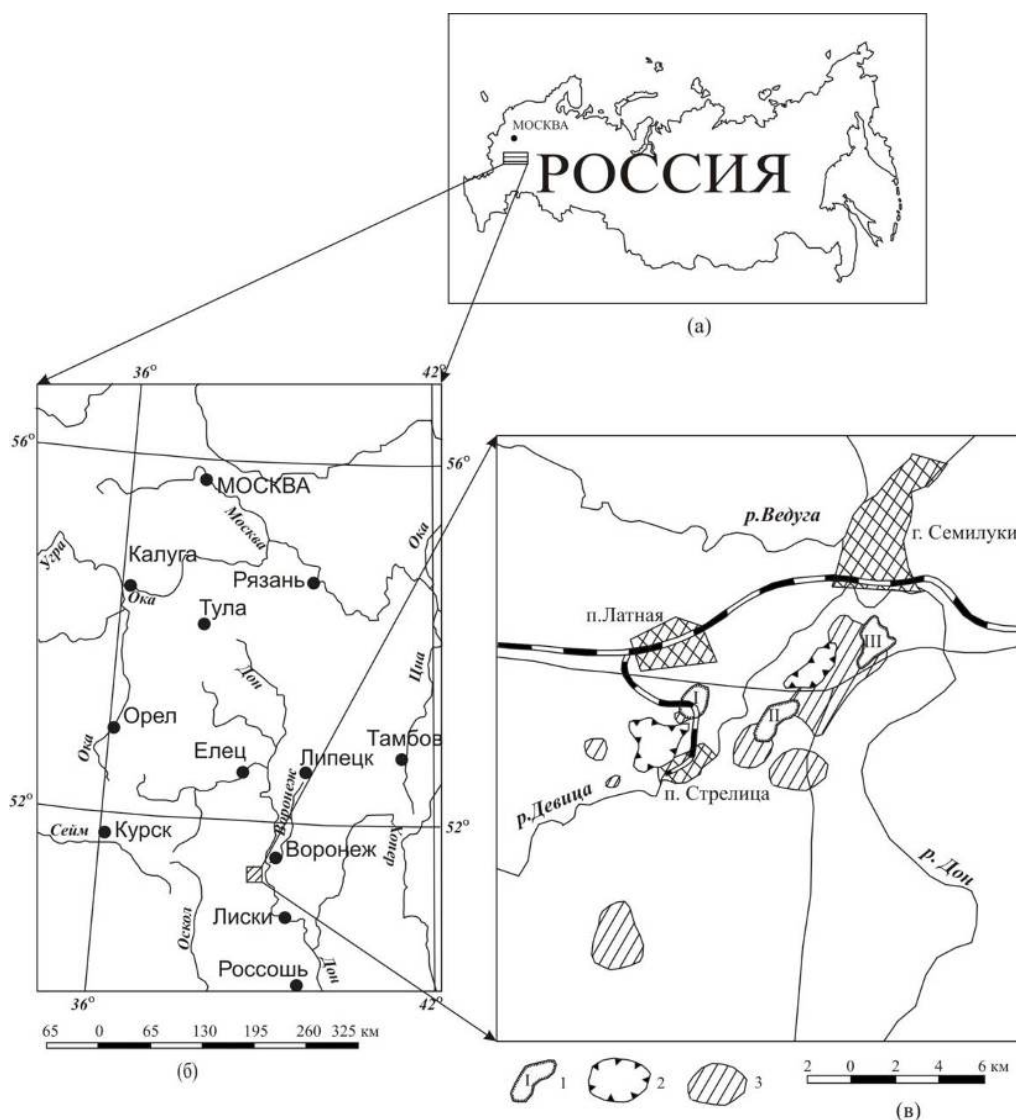 МОСКВА
РОССИЯ
(а)
36°
42°
56°
56°
МОСКВА
Москва
Ока
Угра
Калуга
Ока
Рязань
Тула
Дон
Цна
Орел
Ока
Елец
Липецк
Тамбов
Воронеж
52°
52°
Сейм
Курск
Хопер
Воронеж
Оскол
Лиски
Дон
Россошь
36°
42°
65 0 65 130 195 260 325 км
(б)
р.Ведуга
г. Семилуки
п.Латная
III
I
II
п. Стрелица
р.Девица
р. Дон
I 1 2 3
2 0 2 4 6 км
(в)